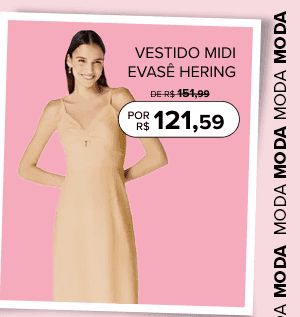 VESTIDO MIDI
EVASÊ HERING
DE R$ 151,99
POR R$ 121,59
MODA MODA MODA MODA